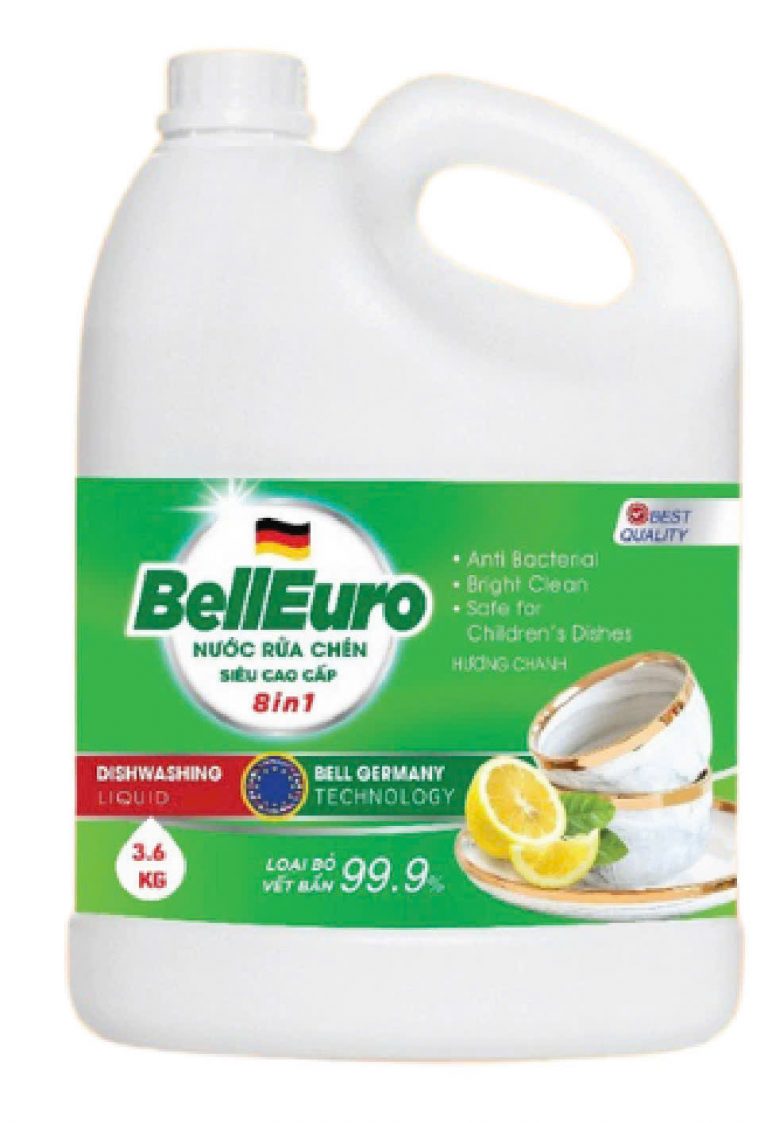 BEST
QUALITY
BellEuro
NƯỚC RỬA CHÉN
SIÊU CAO CẤP
8in1
• Anti Bacterial
• Bright Clean
• Safe for
Children's Dishes
HƯƠNG CHANH
DISHWASHING
LIQUID
BELL GERMANY
TECHNOLOGY
3.6
KG
LOẠI BỎ
VẾT BẨN 99.9%